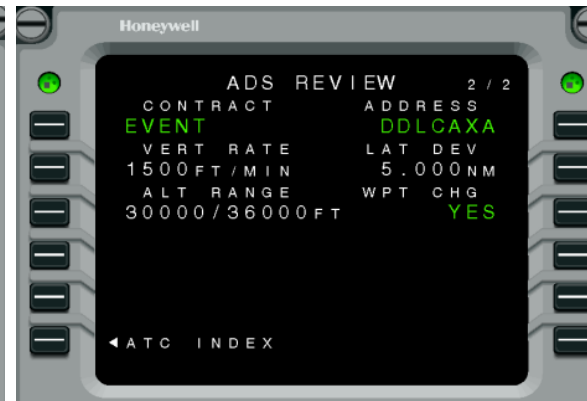 Honeywell
ADS REVIEW 2/2
CONTRACT ADDRESS
EVENT DDLCAXA
VERT RATE LAT DEV
1500FT/MIN 5.000NM
ALT RANGE WPT CHG
30000/36000FT YES
◀ATC INDEX